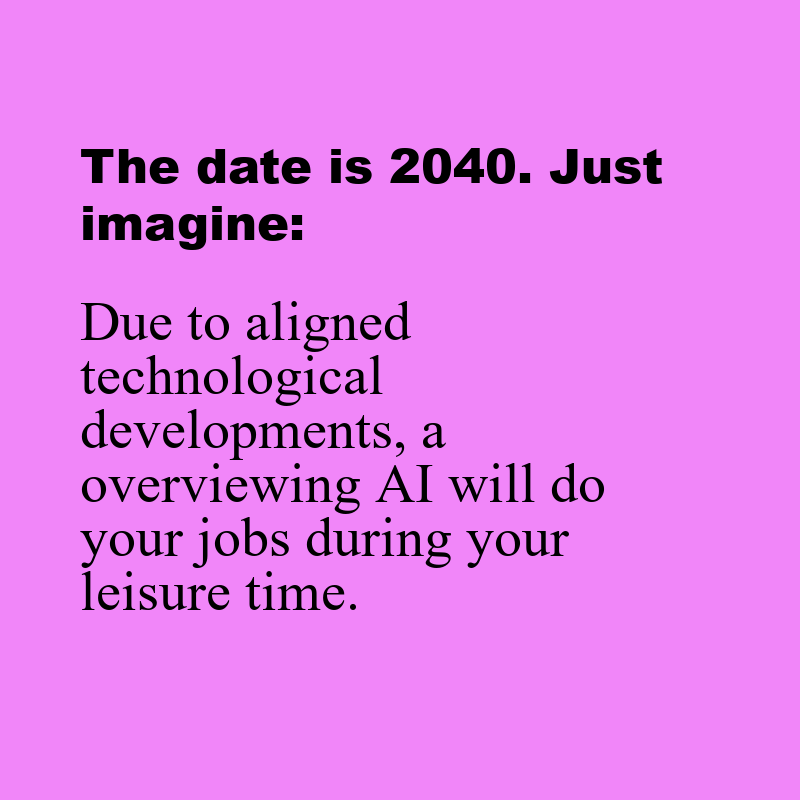 The date is 2040. Just
imagine:
Due to aligned
technological
developments, a
overviewing AI will do
your jobs during your
leisure time.